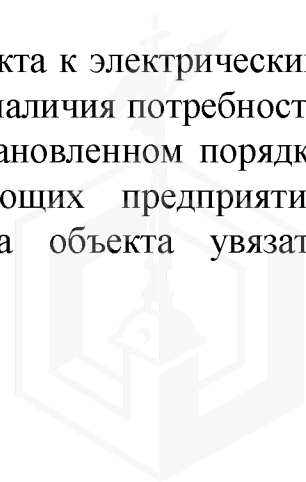 кта к электрически
наличия потребност
ановленном порядк
ющих предприяти
а объекта увязат